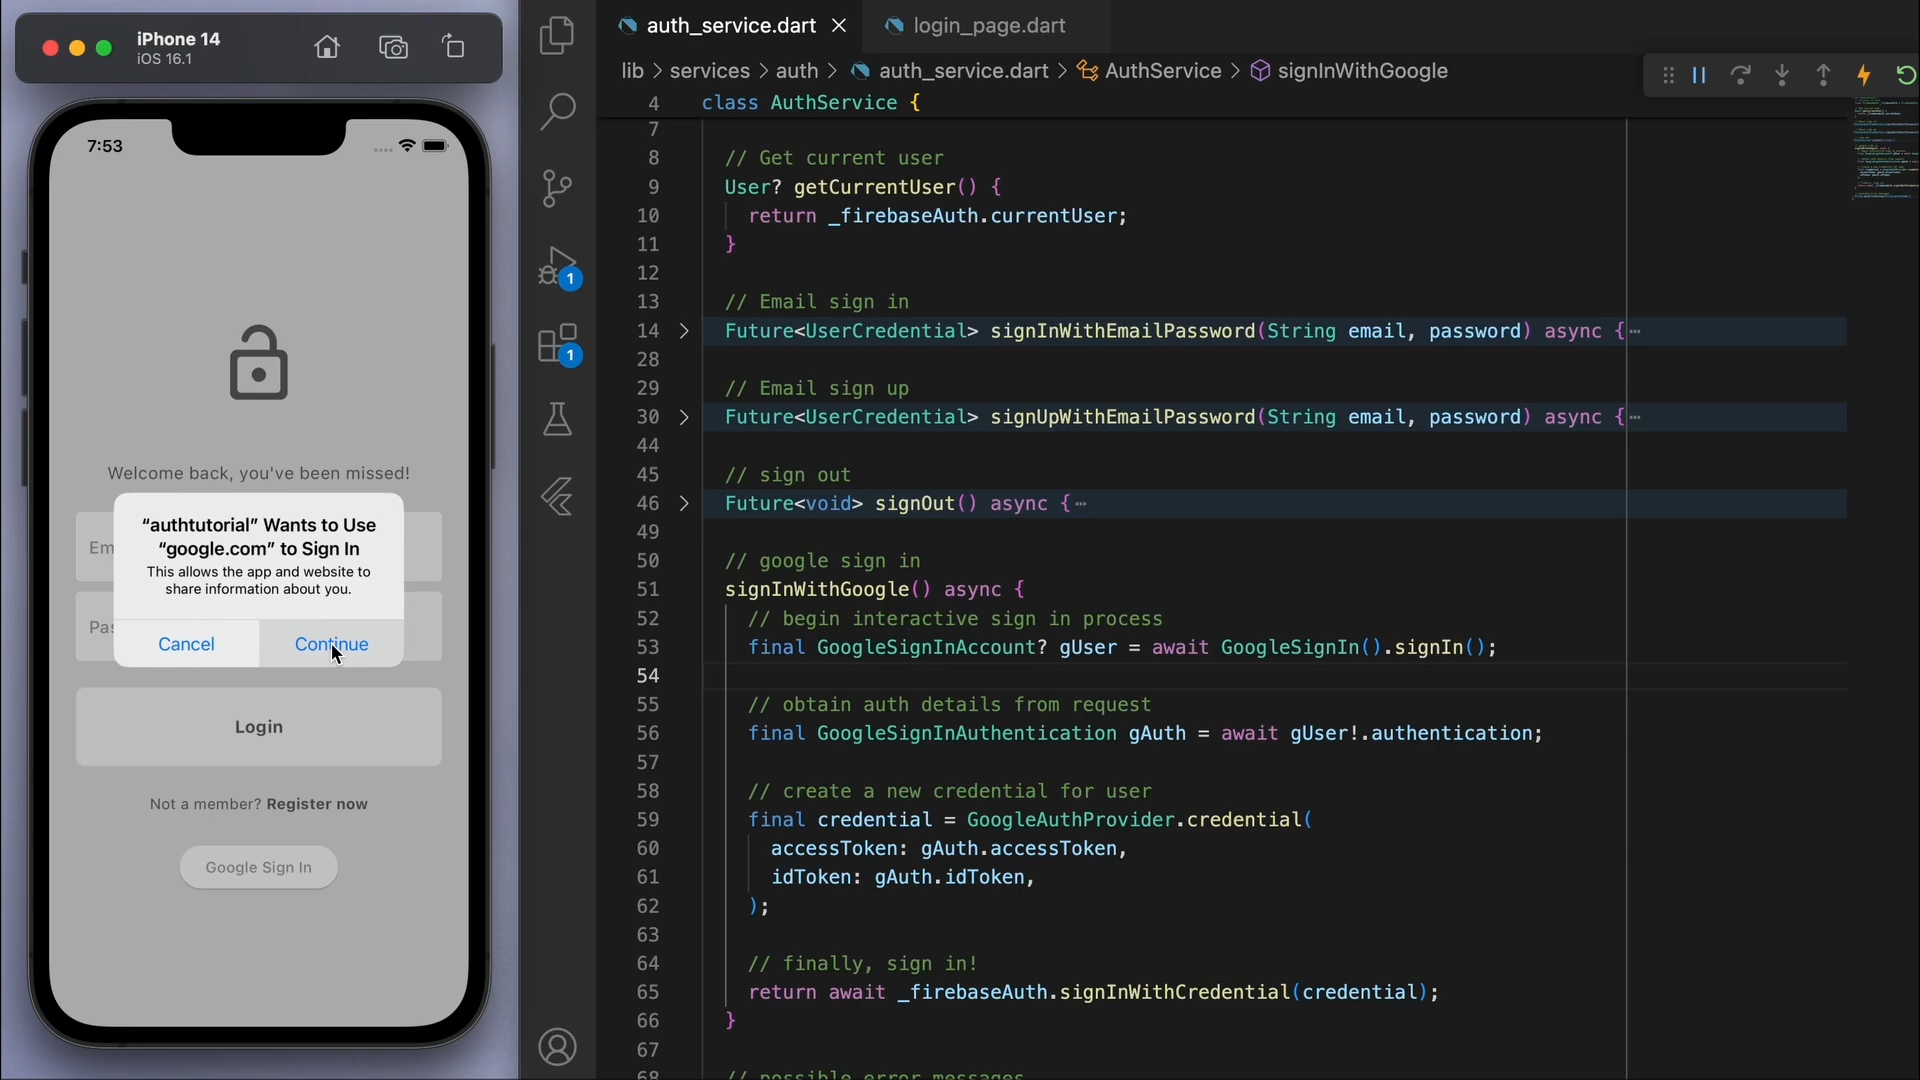 iPhone 14
iOS 16.1
7:53
Welcome back, you've been missed!
“authtutorial” Wants to Use
“google.com” to Sign In
This allows the app and website to
share information about you.
Em
Pas
Cancel
Continue
Login
Not a member? Register now
Google Sign In
1
1
auth_service.dart
login_page.dart
lib > services > auth > auth_service.dart > AuthService > signInWithGoogle
4 class AuthService {
7
8 // Get current user
9 User? getCurrentUser() {
10 return _firebaseAuth.currentUser;
11 }
12
13 // Email sign in
14 Future<UserCredential> signInWithEmailPassword(String email, password) async {⋯
28
29 // Email sign up
30 Future<UserCredential> signUpWithEmailPassword(String email, password) async {⋯
44
45 // sign out
46 Future<void> signOut() async {⋯
49
50 // google sign in
51 signInWithGoogle() async {
52 // begin interactive sign in process
53 final GoogleSignInAccount? gUser = await GoogleSignIn().signIn();
54
55 // obtain auth details from request
56 final GoogleSignInAuthentication gAuth = await gUser!.authentication;
57
58 // create a new credential for user
59 final credential = GoogleAuthProvider.credential(
60 accessToken: gAuth.accessToken,
61 idToken: gAuth.idToken,
62 );
63
64 // finally, sign in!
65 return await _firebaseAuth.signInWithCredential(credential);
66 }
67
68 // possible error messages